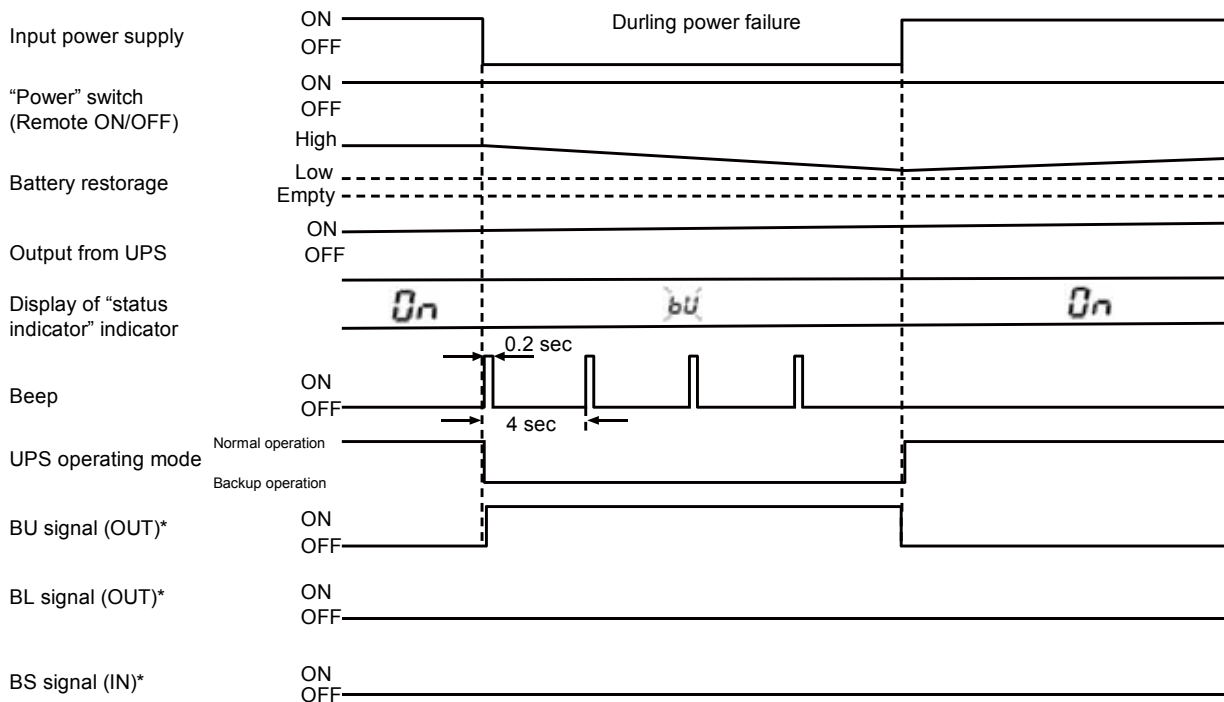 Input power supply
ON
OFF
Durling power failure
“Power” switch
(Remote ON/OFF)
ON
OFF
Battery restorage
High
Low
Empty
Output from UPS
ON
OFF
Display of “status
indicator” indicator
On
bU
On
Beep
ON
OFF
0.2 sec
4 sec
UPS operating mode
Normal operation
Backup operation
BU signal (OUT)*
ON
OFF
BL signal (OUT)*
ON
OFF
BS signal (IN)*
ON
OFF